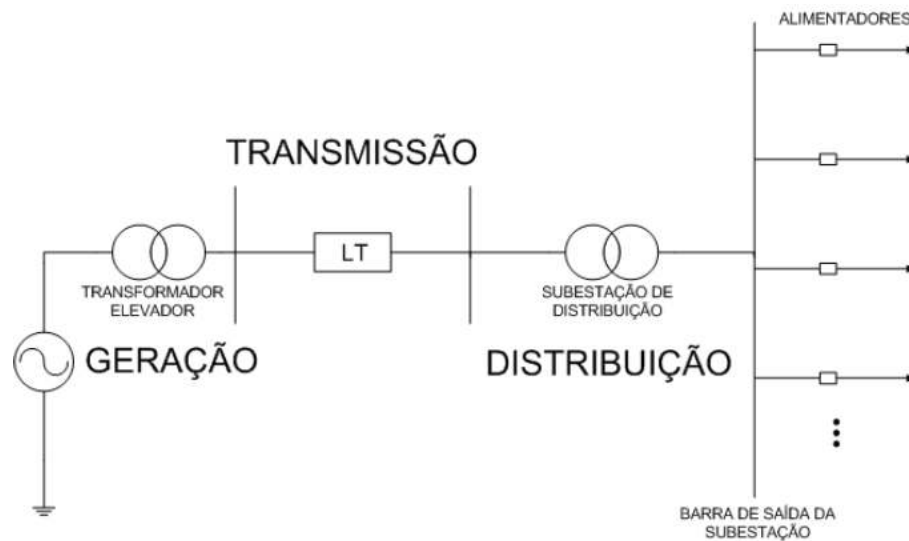 ALIMENTADORES
TRANSMISSÃO
LT
TRANSFORMADOR
ELEVADOR
SUBESTAÇÃO DE
DISTRIBUIÇÃO
GERAÇÃO
DISTRIBUIÇÃO
BARRA DE SAÍDA DA
SUBESTAÇÃO